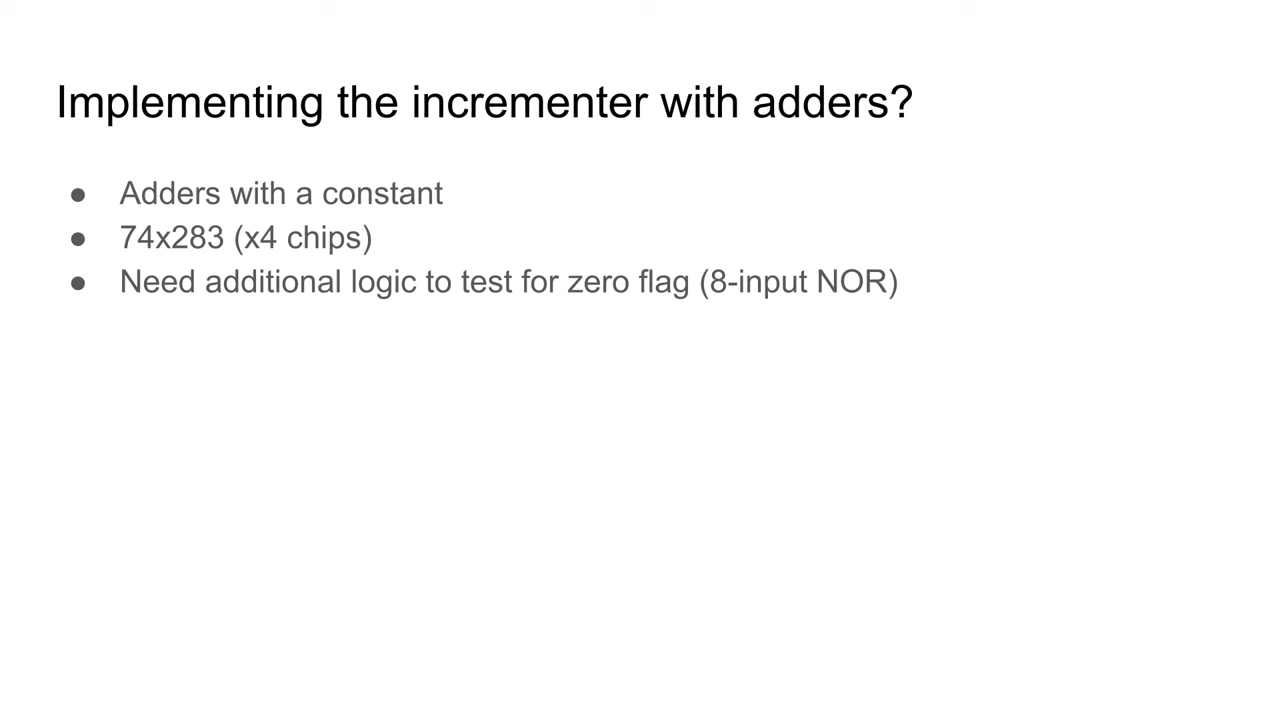 Implementing the incrementer with adders?
● Adders with a constant
● 74x283 (x4 chips)
● Need additional logic to test for zero flag (8-input NOR)